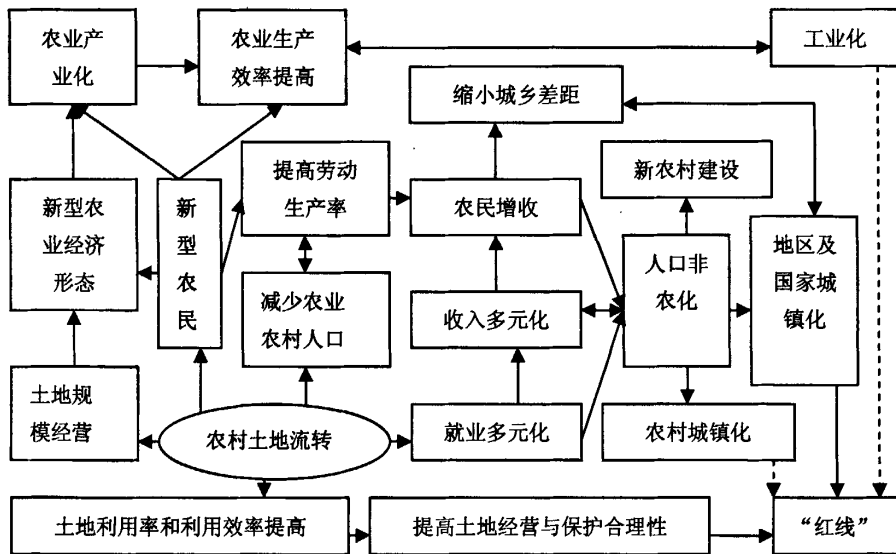 农业产
业化
农业生产
效率提高
工业化
缩小城乡差距
提高劳动
生产率
新农村建设
新型农
业经济
形态
新
型
农
民
农民增收
地区及
国家城
镇化
人口非
农化
减少农业
农村人口
收入多元化
土地规
模经营
农村土地流转
就业多元化
农村城镇化
土地利用率和利用效率提高
提高土地经营与保护合理性
“红线”